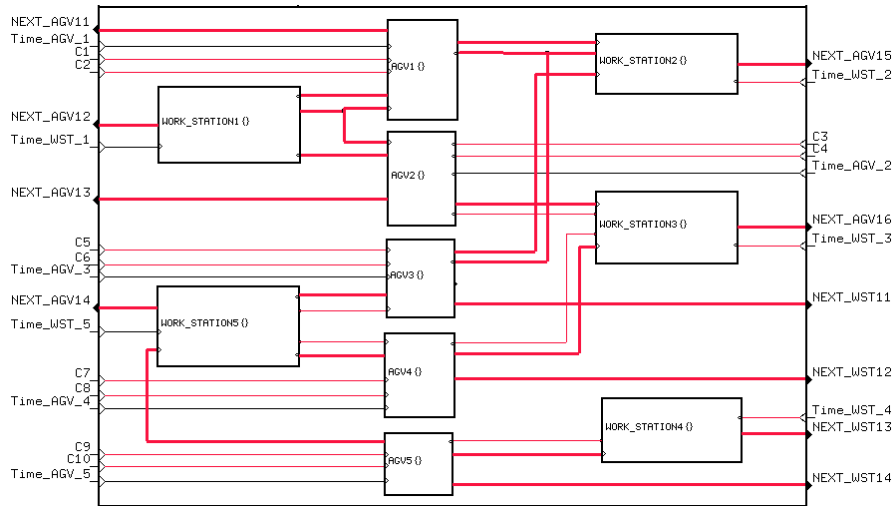 NEXT_AGV11
Time_AGV_1
C1
C2
NEXT_AGV12
Time_WST_1
NEXT_AGV13
C5
C6
Time_AGV_3
NEXT_AGV14
Time_WST_5
C7
C8
Time_AGV_4
C9
C10
Time_AGV_5
WORK_STATION1{}
WORK_STATION5{}
AGV1{}
AGV2{}
AGV3{}
AGV4{}
AGV5{}
WORK_STATION2{}
WORK_STATION3{}
WORK_STATION4{}
NEXT_AGV15
Time_WST_2
C3
C4
Time_AGV_2
NEXT_AGV16
Time_WST_3
NEXT_WST11
NEXT_WST12
Time_WST_4
NEXT_WST13
NEXT_WST14